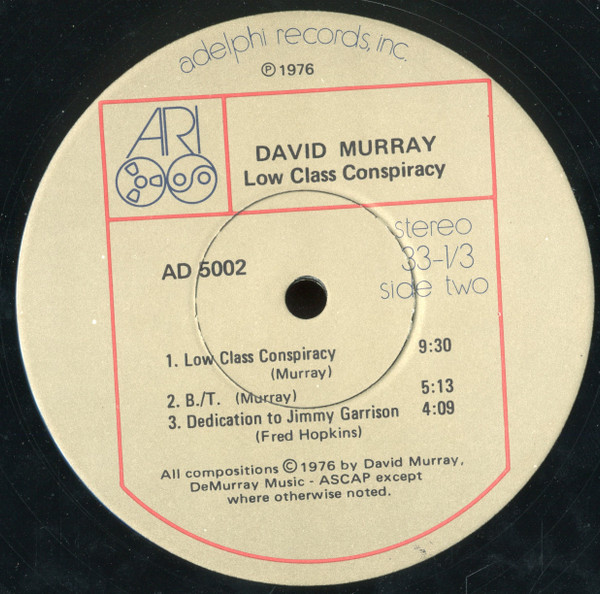 adelphi records, inc.
℗ 1976
ARI
DAVID MURRAY
Low Class Conspiracy
stereo
33-1/3
side two
AD 5002
1. Low Class Conspiracy 9:30
(Murray)
2. B./T. (Murray) 5:13
3. Dedication to Jimmy Garrison 4:09
(Fred Hopkins)
All compositions © 1976 by David Murray,
DeMurray Music - ASCAP except
where otherwise noted.